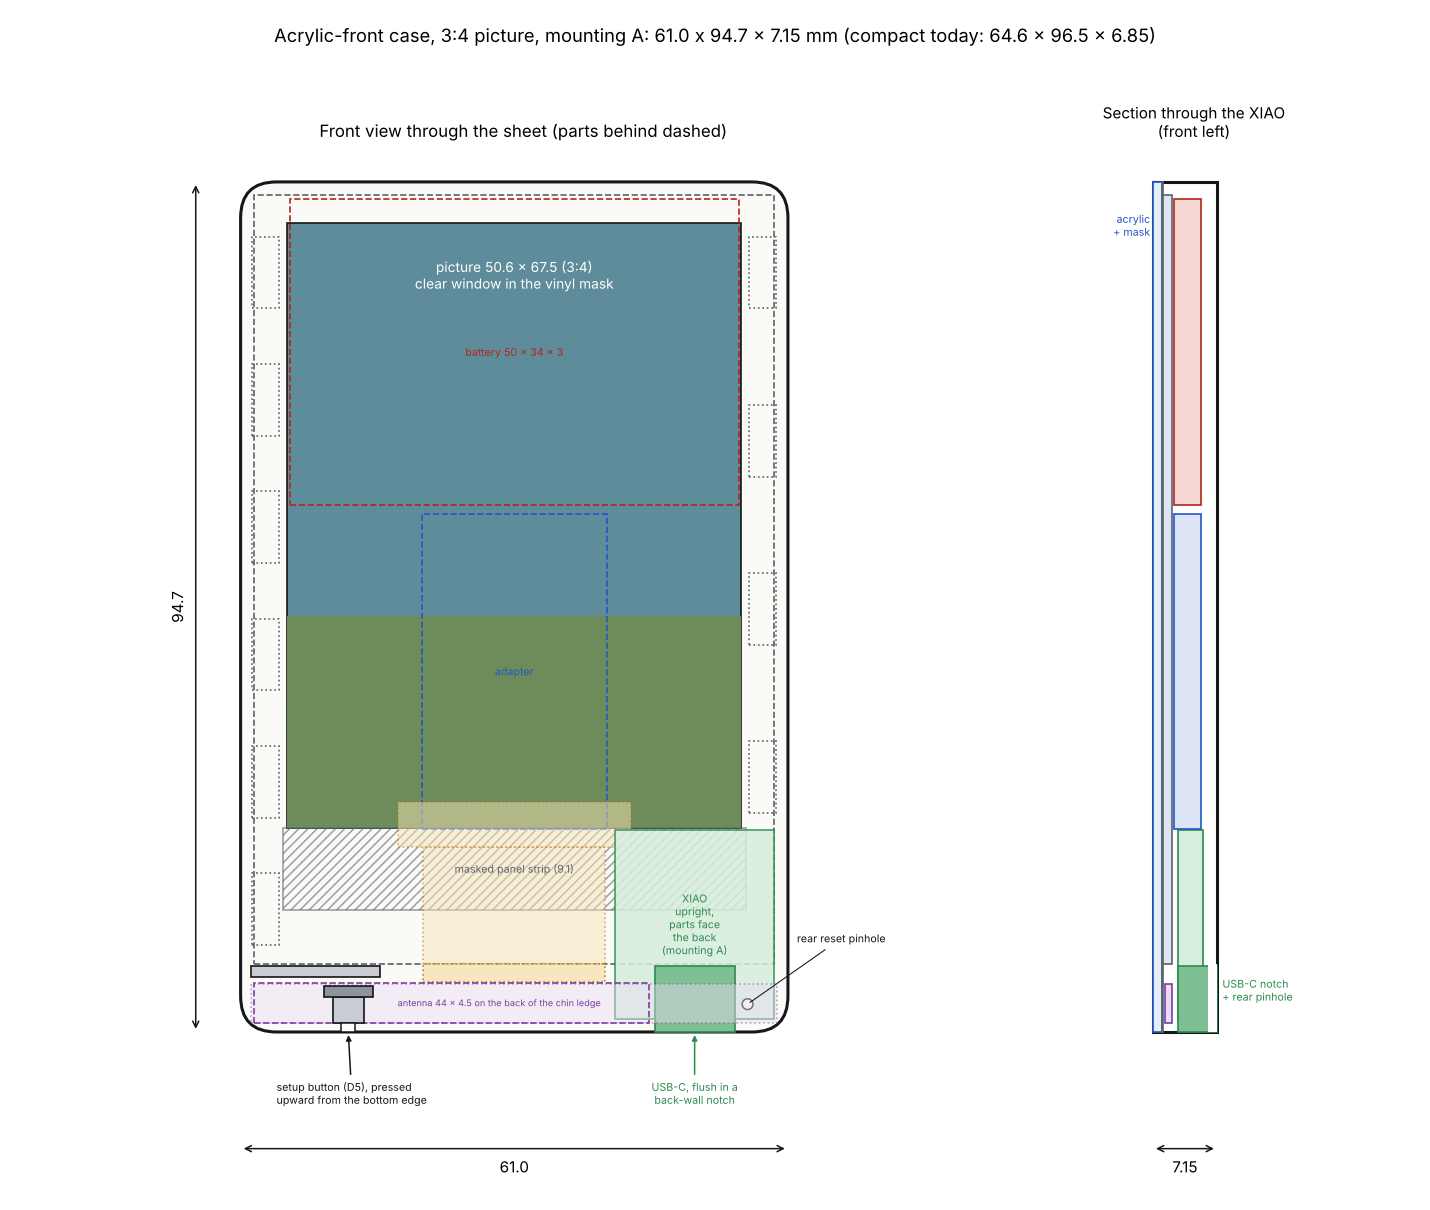 Acrylic-front case, 3:4 picture, mounting A: 61.0 x 94.7 × 7.15 mm (compact today: 64.6 × 96.5 × 6.85)
Front view through the sheet (parts behind dashed)
Section through the XIAO
(front left)
picture 50.6 × 67.5 (3:4)
clear window in the vinyl mask
battery 50 × 34 × 3
94.7
adapter
masked panel strip (9.1)
XIAO
upright,
parts face
the back
(mounting A)
rear reset pinhole
antenna 44 × 4.5 on the back of the chin ledge
setup button (D5), pressed
upward from the bottom edge
USB-C, flush in a
back-wall notch
61.0
acrylic
+ mask
USB-C notch
+ rear pinhole
7.15